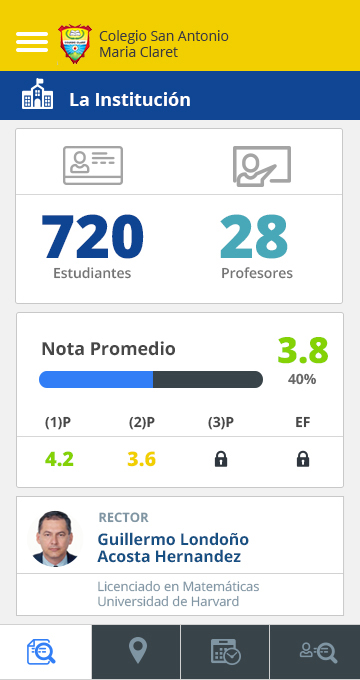 Colegio San Antonio
Maria Claret
La Institución
720
28
Estudiantes
Profesores
Nota Promedio
3.8
40%
(1)P
(2)P
(3)P
EF
4.2
3.6
RECTOR
Guillermo Londoño
Acosta Hernandez
Licenciado en Matemáticas
Universidad de Harvard